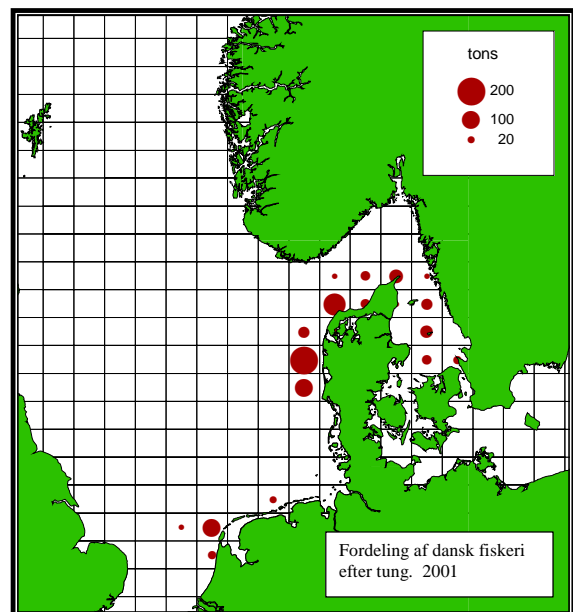 tons
200
100
20
Fordeling af dansk fiskeri
efter tung. 2001